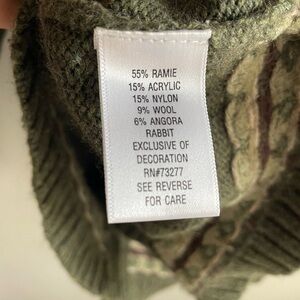 55% RAMIE
15% ACRYLIC
15% NYLON
9% WOOL
6% ANGORA
RABBIT
EXCLUSIVE OF
DECORATION
RN#73277
SEE REVERSE
FOR CARE